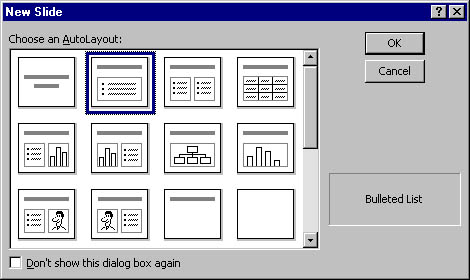 New Slide
Choose an AutoLayout:
OK
Cancel
Bulleted List
Don't show this dialog box again